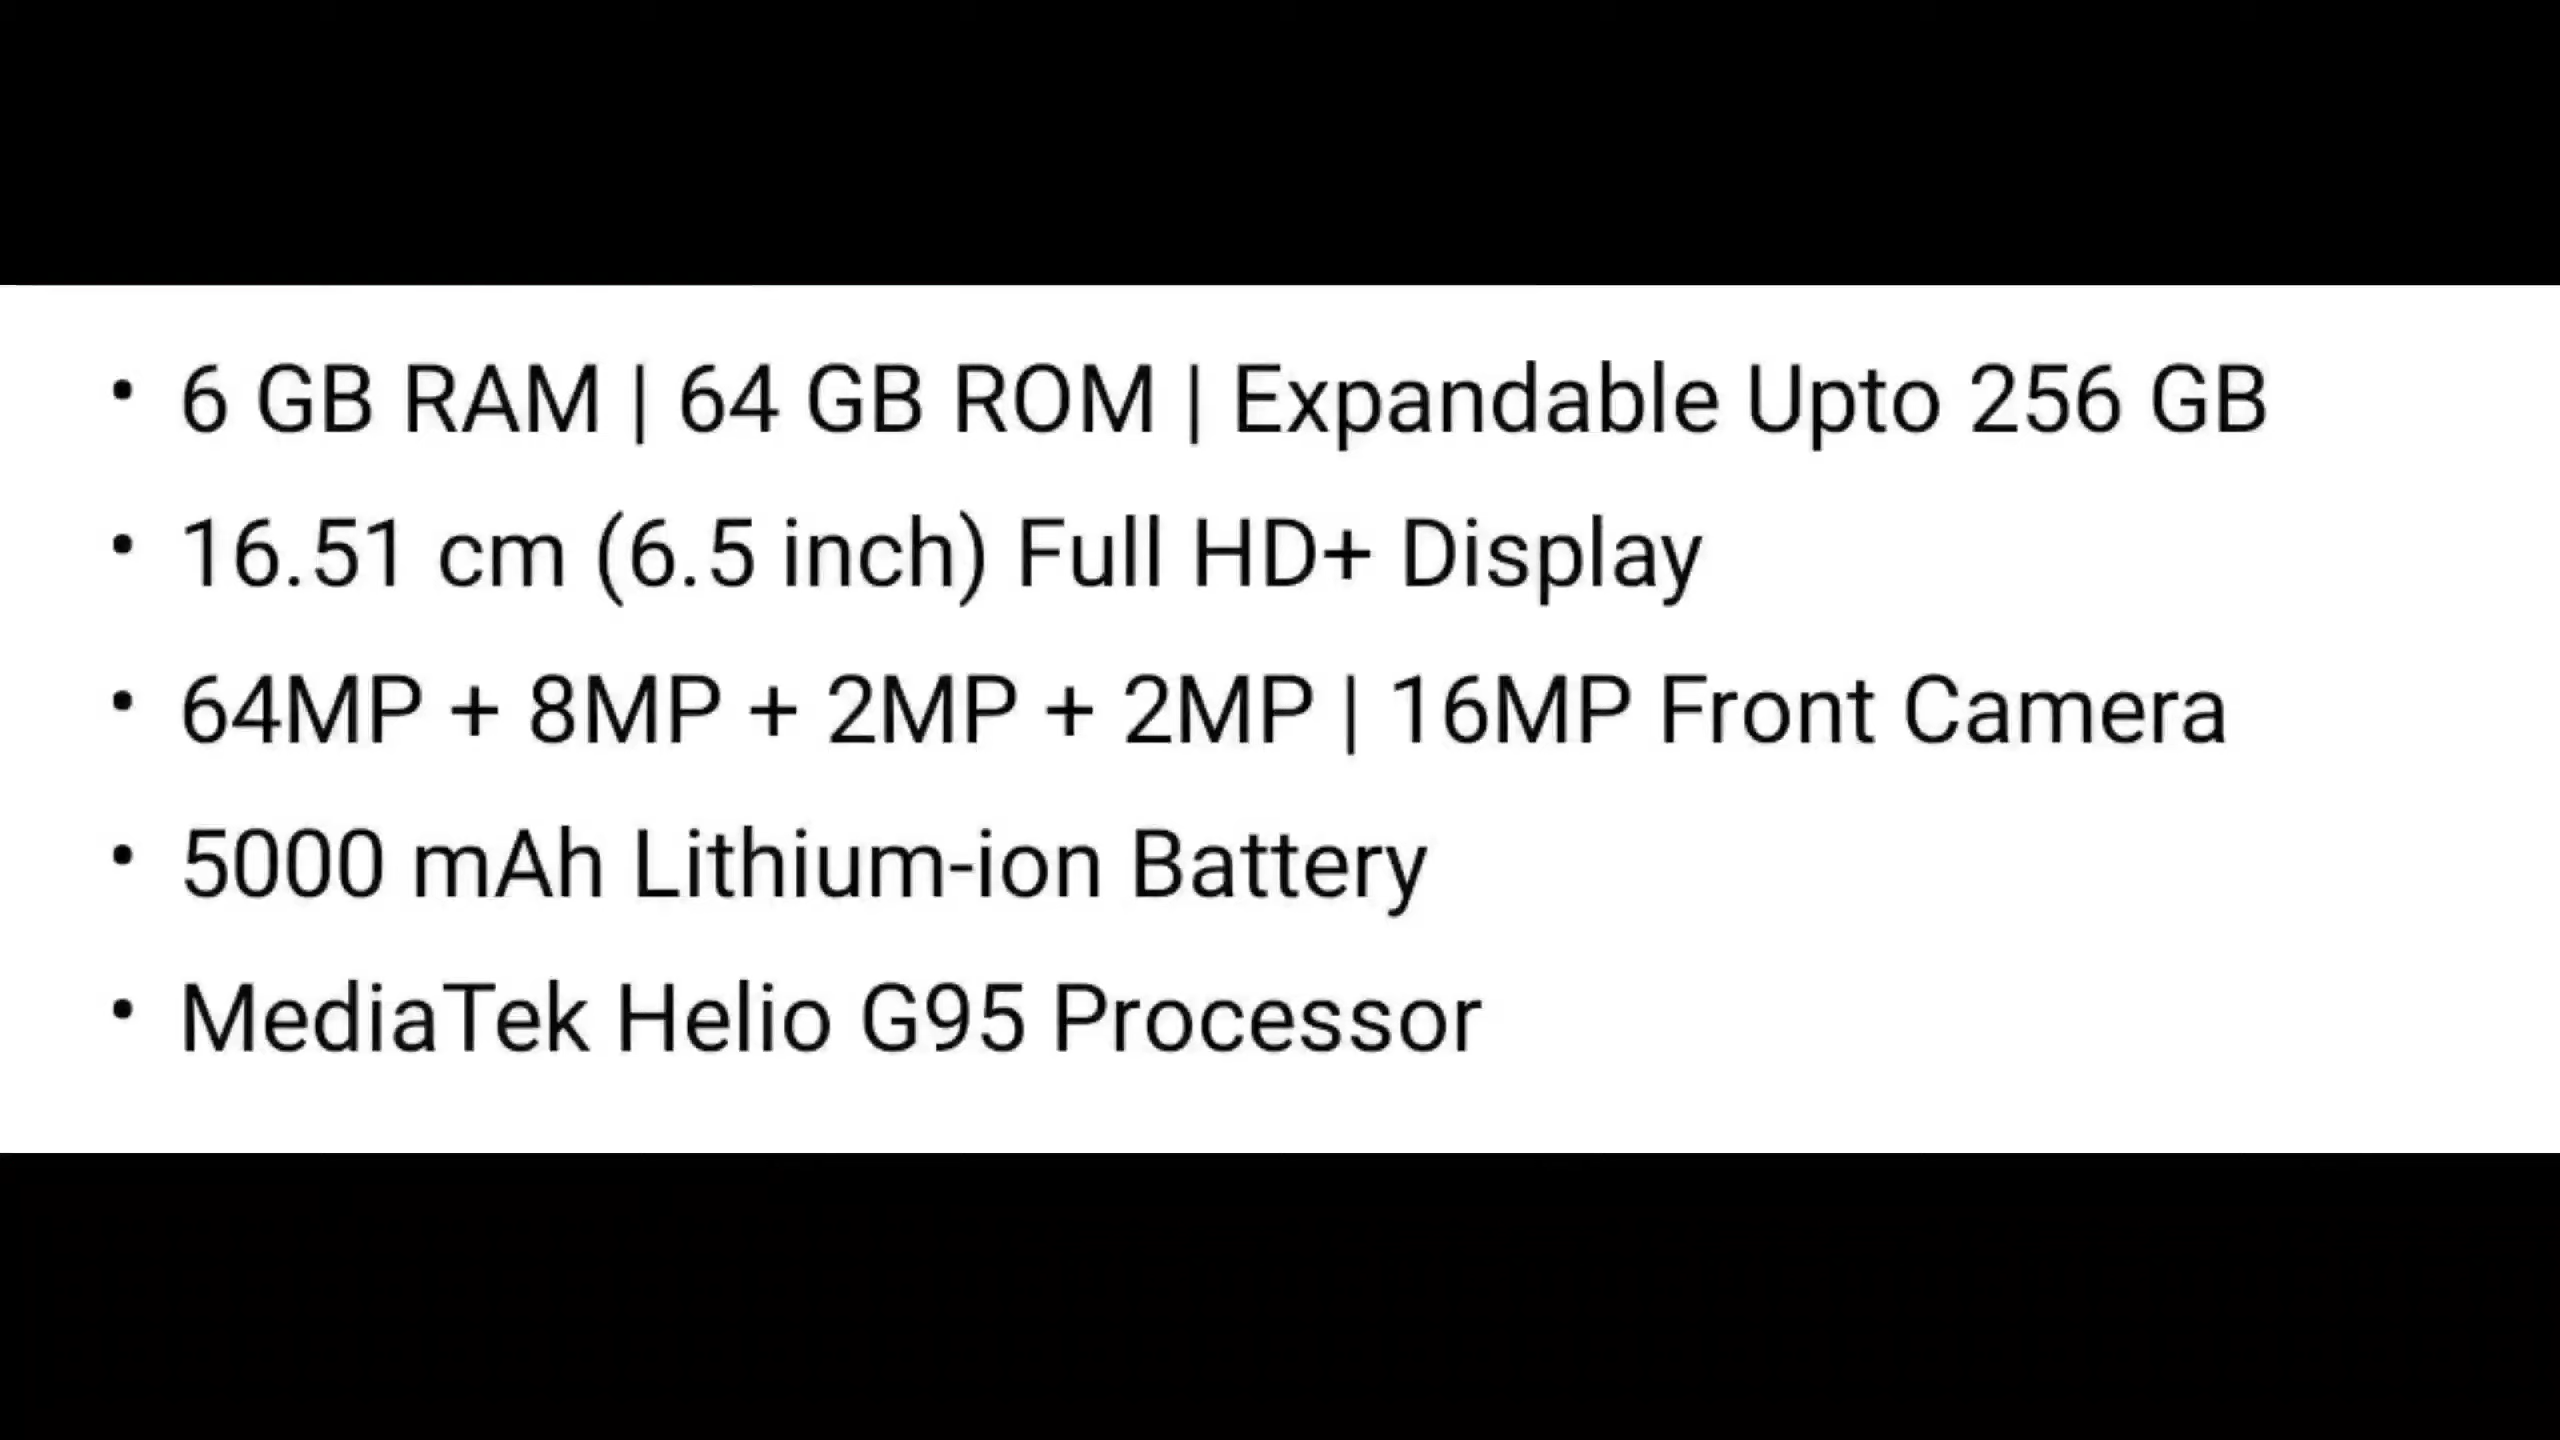 • 6 GB RAM | 64 GB ROM | Expandable Upto 256 GB
• 16.51 cm (6.5 inch) Full HD+ Display
• 64MP + 8MP + 2MP + 2MP | 16MP Front Camera
• 5000 mAh Lithium-ion Battery
• MediaTek Helio G95 Processor